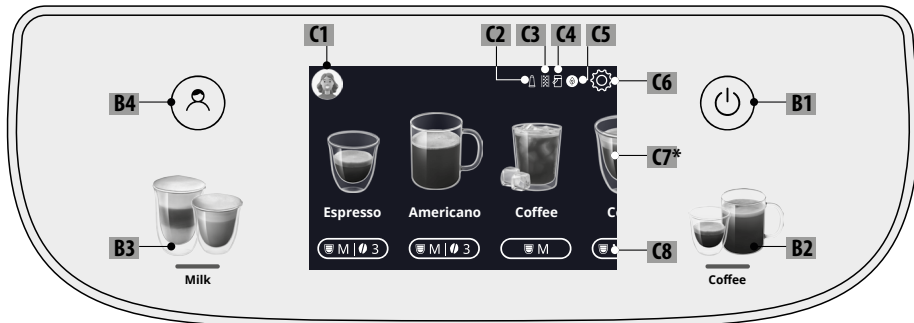 C1
C2
C3
C4
C5
C6
B4
B1
C7*
Espresso
Americano
Coffee
C
M 3
M 3
M
C8
B3
B2
Milk
Coffee